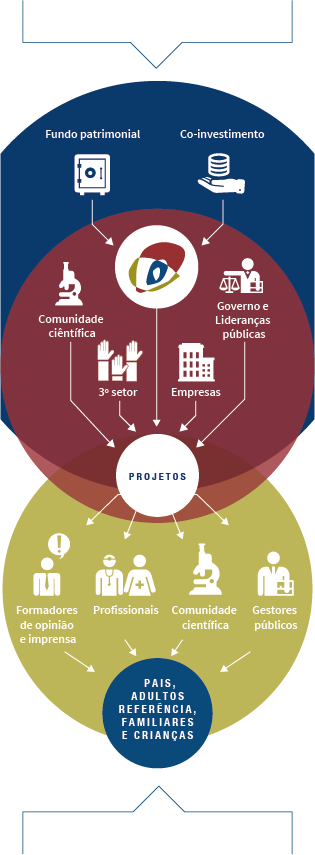 Fundo patrimonial
Co-investimento
Comunidade
ciêntífica
Governo e
Lideranças
públicas
3º setor
Empresas
PROJETOS
Formadores
de opinião
e imprensa
Profissionais
Comunidade
científica
Gestores
públicos
PAIS,
ADULTOS
REFERÊNCIA,
FAMILIARES
E CRIANÇAS